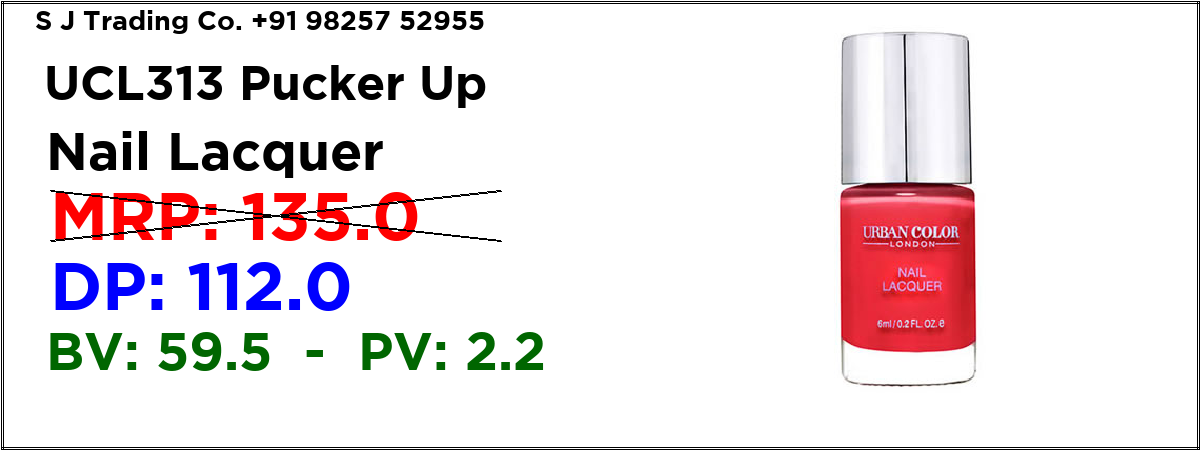 S J Trading Co. +91 98257 52955
UCL313 Pucker Up
Nail Lacquer
MRP: 135.0
DP: 112.0
BV: 59.5 - PV: 2.2
URBAN COLOR
LONDON
NAIL
LACQUER
6ml/0.2 FL. OZ. e